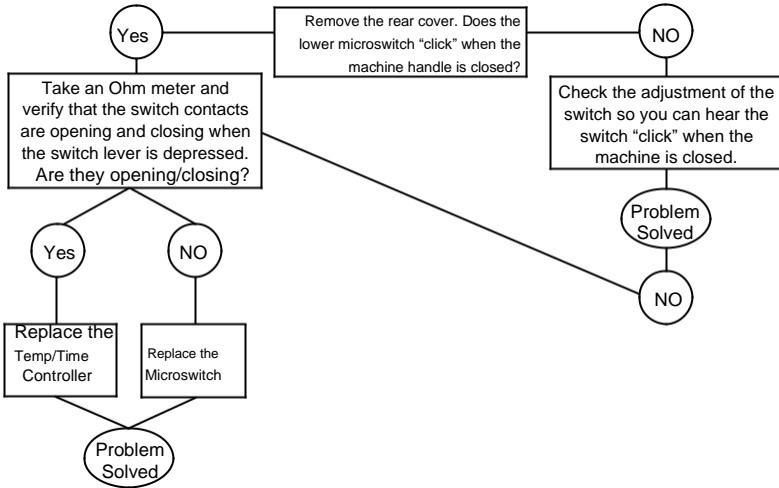 Remove the rear cover. Does the
lower microswitch “click” when the
machine handle is closed?
Yes
NO
Take an Ohm meter and
verify that the switch contacts
are opening and closing when
the switch lever is depressed.
Are they opening/closing?
Check the adjustment of the
switch so you can hear the
switch “click” when the
machine is closed.
Problem
Solved
NO
Yes
NO
Replace the
Temp/Time
Controller
Replace the
Microswitch
Problem
Solved